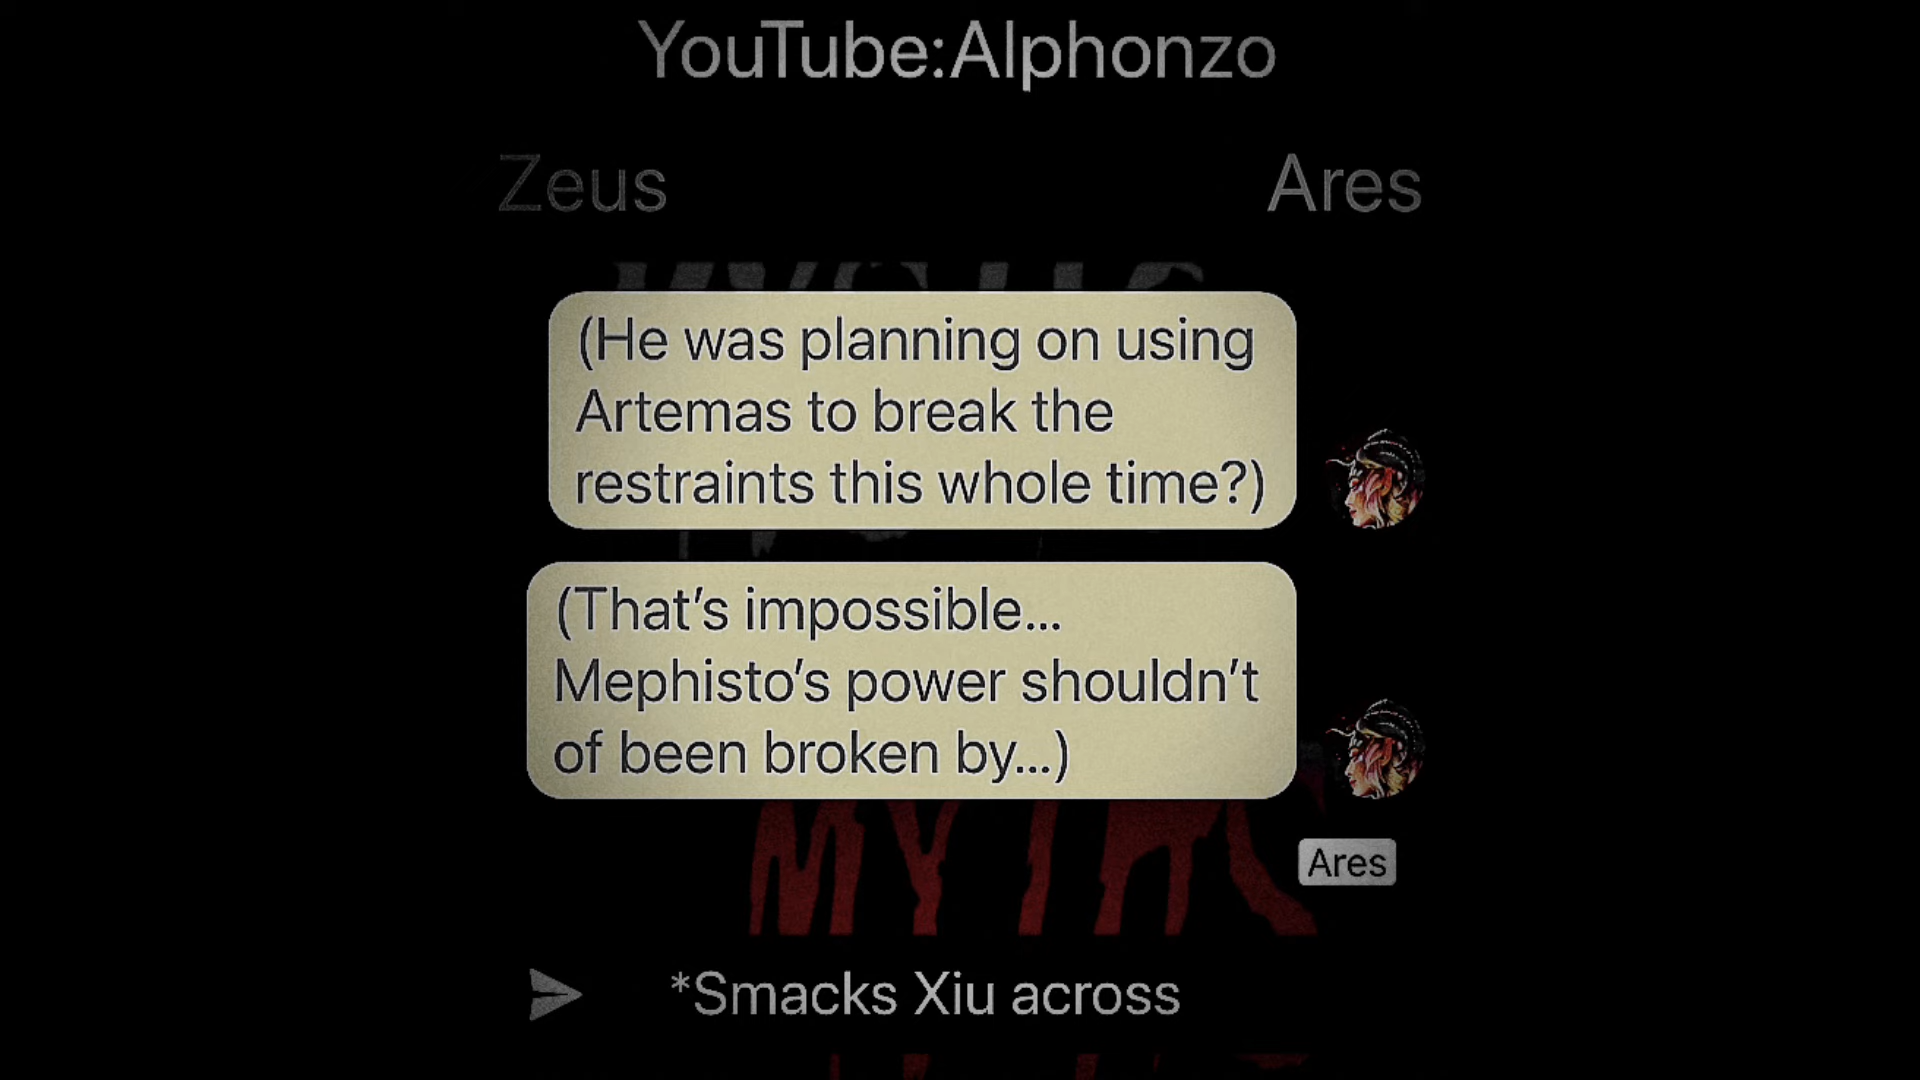 YouTube:Alphonzo
Zeus
Ares
(He was planning on using
Artemas to break the
restraints this whole time?)
(That’s impossible...
Mephisto’s power shouldn’t
of been broken by...)
Ares
*Smacks Xiu across